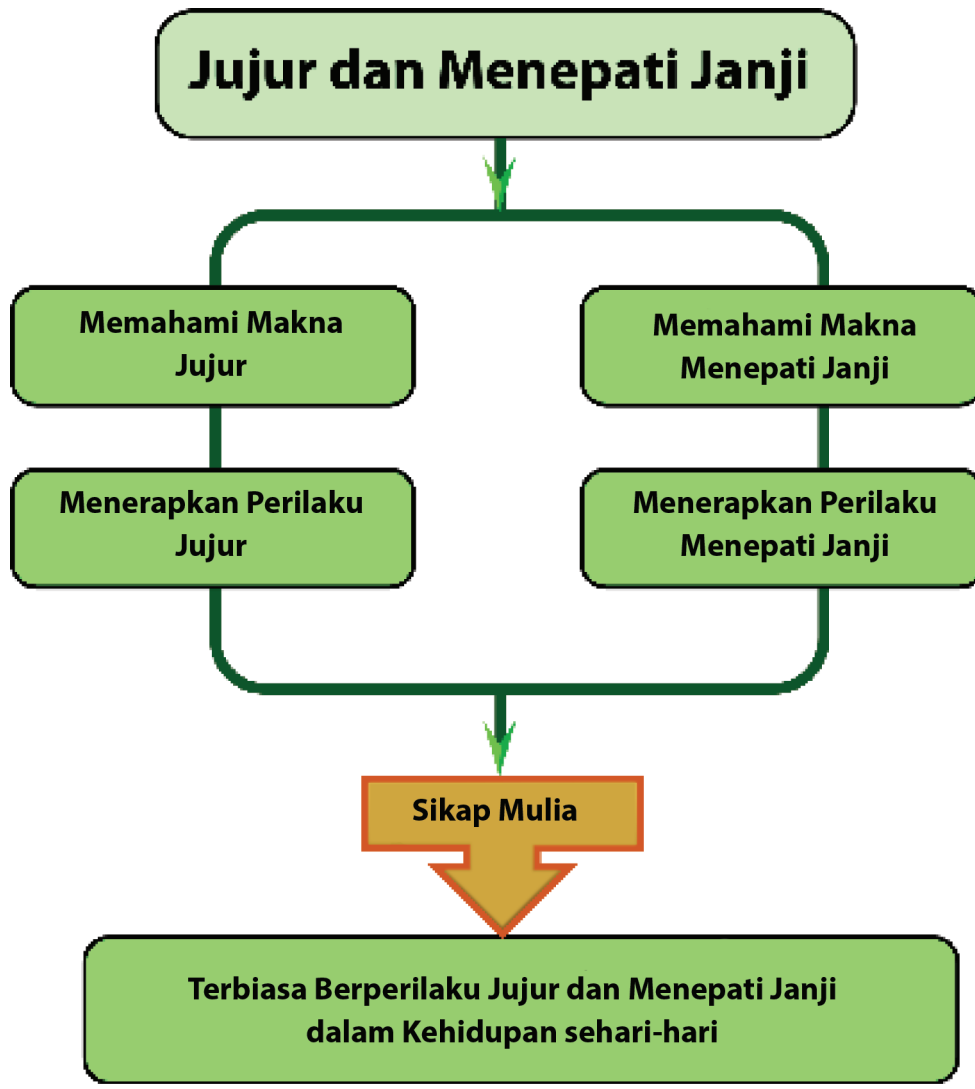 Jujur dan Menepati Janji
Memahami Makna
Jujur
Memahami Makna
Menepati Janji
Menerapkan Perilaku
Jujur
Menerapkan Perilaku
Menepati Janji
Sikap Mulia
Terbiasa Berperilaku Jujur dan Menepati Janji
dalam Kehidupan sehari-hari